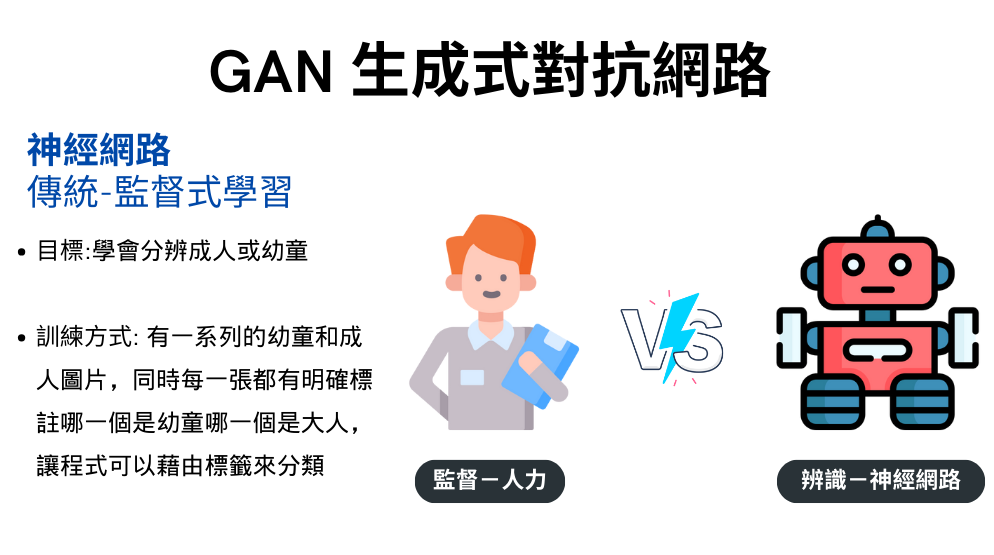 GAN 生成式對抗網路
神經網路
傳統-監督式學習
• 目標:學會分辨成人或幼童
• 訓練方式: 有一系列的幼童和成
人圖片，同時每一張都有明確標
註哪一個是幼童哪一個是大人，
讓程式可以藉由標籤來分類
VS
監督－人力
辨識－神經網路